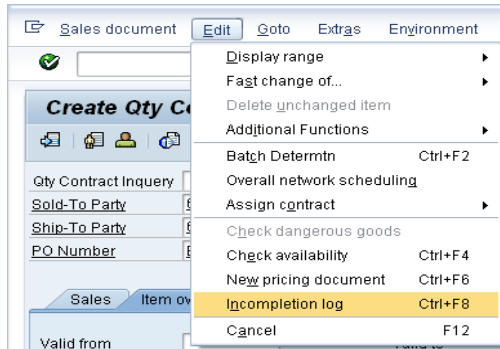 Sales document Edit Goto Extras Environment
Display range
Fast change of...
Create Qty Co
Delete unchanged item
Additional Functions
Batch Determtn Ctrl+F2
Qty Contract Inquery
Overall network scheduling
Sold-To Party
Assign contract
Ship-To Party
Check dangerous goods
PO Number
Check availability Ctrl+F4
New pricing document Ctrl+F6
Sales Item ov
Incompletion log Ctrl+F8
Cancel F12
Valid from